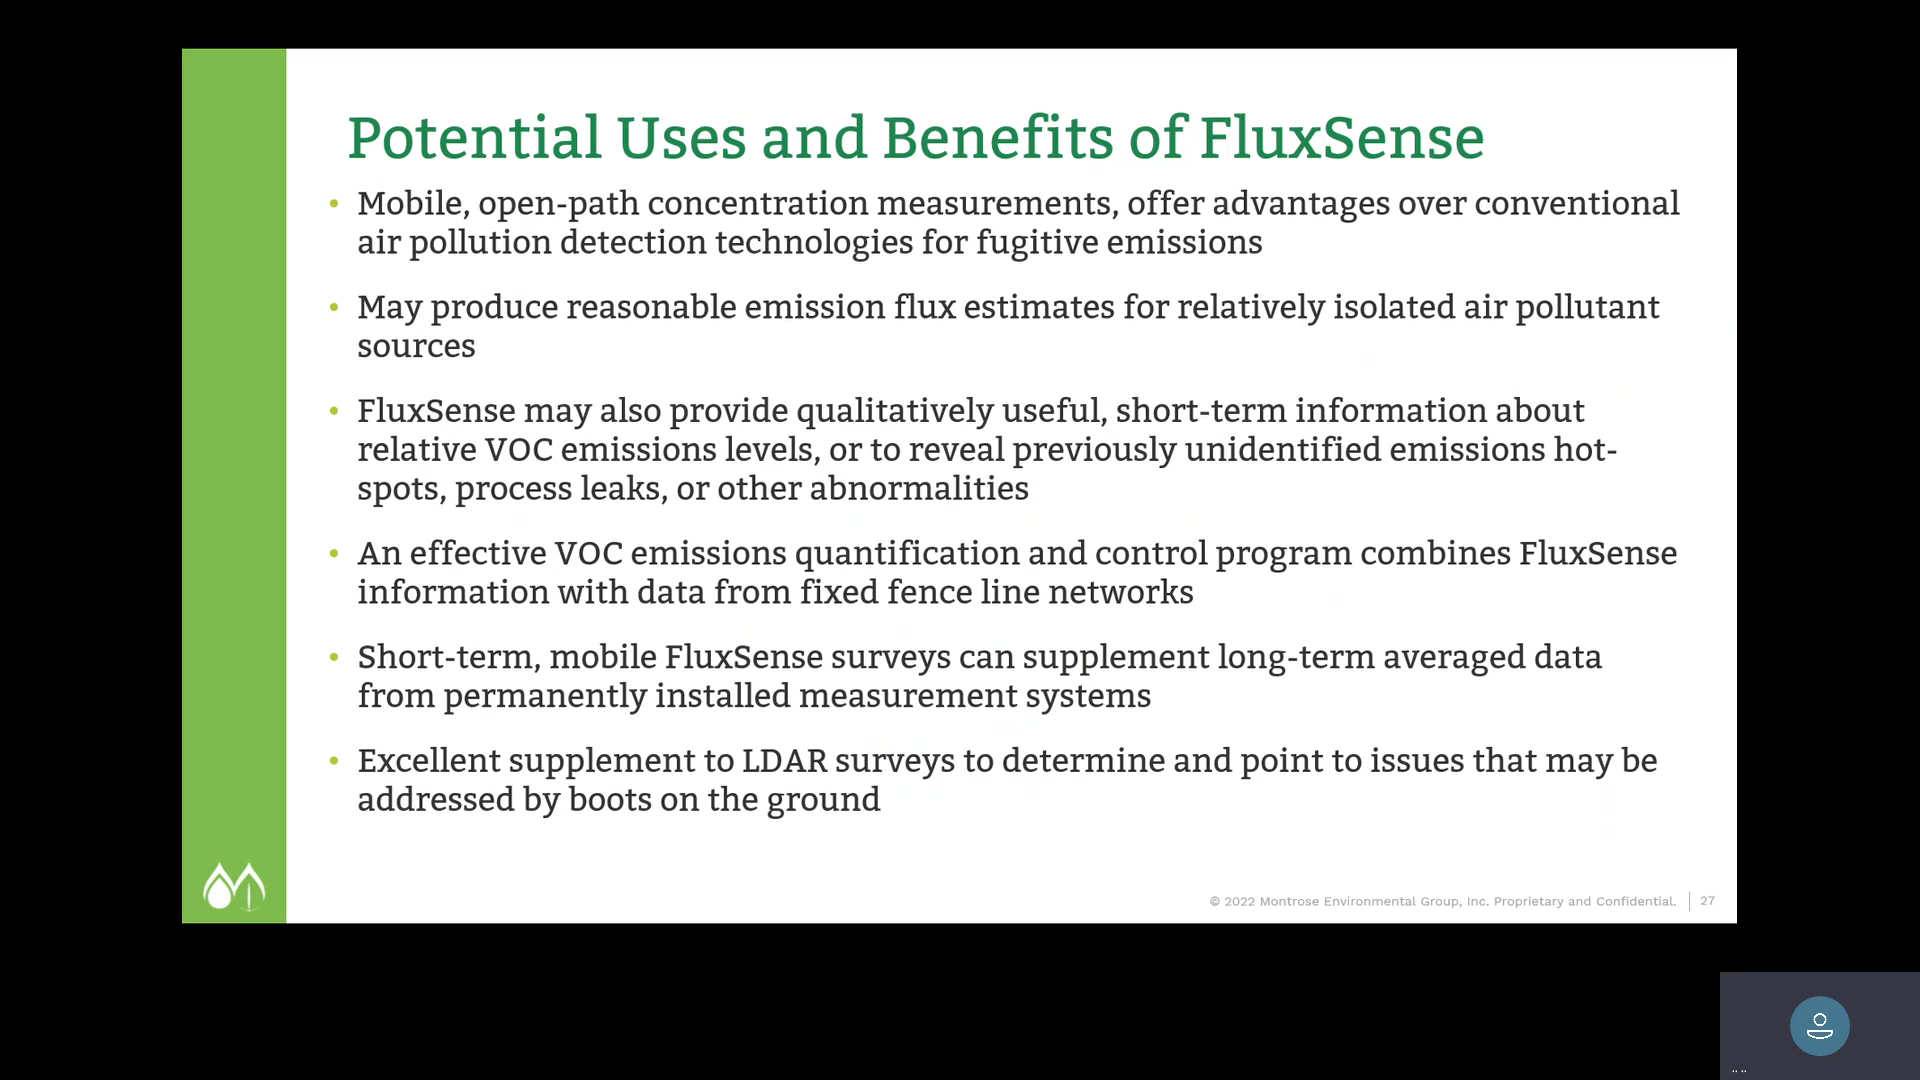 Potential Uses and Benefits of FluxSense
• Mobile, open-path concentration measurements, offer advantages over conventional
air pollution detection technologies for fugitive emissions
• May produce reasonable emission flux estimates for relatively isolated air pollutant
sources
• FluxSense may also provide qualitatively useful, short-term information about
relative VOC emissions levels, or to reveal previously unidentified emissions hot-
spots, process leaks, or other abnormalities
• An effective VOC emissions quantification and control program combines FluxSense
information with data from fixed fence line networks
• Short-term, mobile FluxSense surveys can supplement long-term averaged data
from permanently installed measurement systems
• Excellent supplement to LDAR surveys to determine and point to issues that may be
addressed by boots on the ground
© 2022 Montrose Environmental Group, Inc. Proprietary and Confidential. | 27